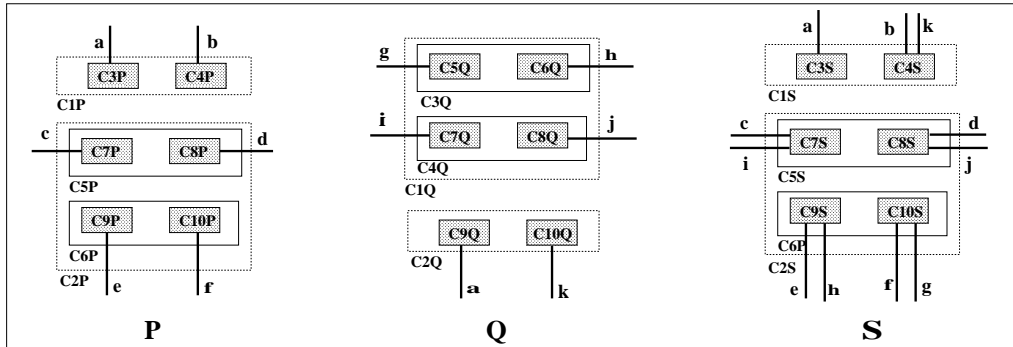 a b
C3P C4P
C1P
c d
C7P C8P
C5P
C9P C10P
C6P
C2P
e f
P
g h
C5Q C6Q
C3Q
i j
C7Q C8Q
C4Q
C1Q
C9Q C10Q
C2Q
a k
Q
a b k
C3S C4S
C1S
c d
C7S C8S
i j
C5S
C9S C10S
C6P
C2S
e h f g
S